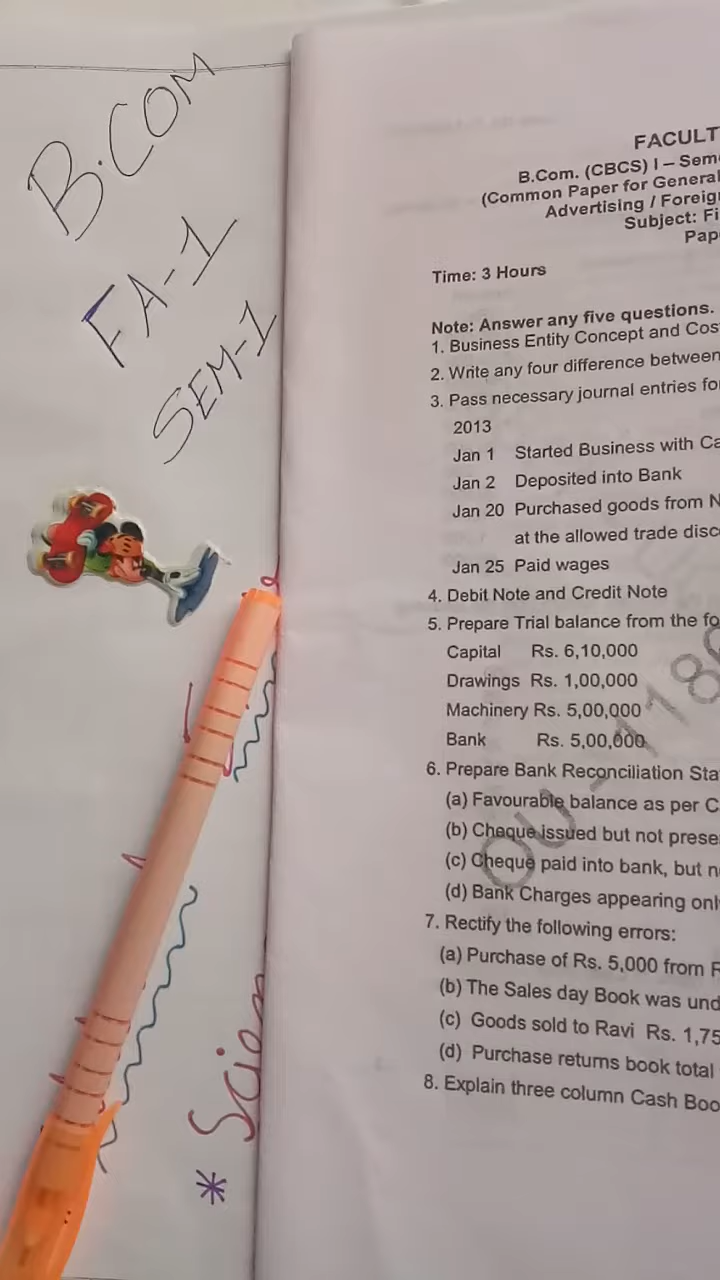 B.COM
FA-1
SEM-1
* Scien
FACULT
B.Com. (CBCS) I – Sem
(Common Paper for General
Advertising / Foreig
Subject: Fi
Pap
Time: 3 Hours
Note: Answer any five questions.
1. Business Entity Concept and Cos
2. Write any four difference between
3. Pass necessary journal entries fo
2013
Jan 1 Started Business with Ca
Jan 2 Deposited into Bank
Jan 20 Purchased goods from N
at the allowed trade disc
Jan 25 Paid wages
4. Debit Note and Credit Note
5. Prepare Trial balance from the fo
Capital Rs. 6,10,000
Drawings Rs. 1,00,000
Machinery Rs. 5,00,000
Bank Rs. 5,00,000
6. Prepare Bank Reconciliation Sta
(a) Favourable balance as per C
(b) Cheque issued but not prese
(c) Cheque paid into bank, but n
(d) Bank Charges appearing onl
7. Rectify the following errors:
(a) Purchase of Rs. 5,000 from R
(b) The Sales day Book was und
(c) Goods sold to Ravi Rs. 1,75
(d) Purchase returns book total
8. Explain three column Cash Boo
OU - 118